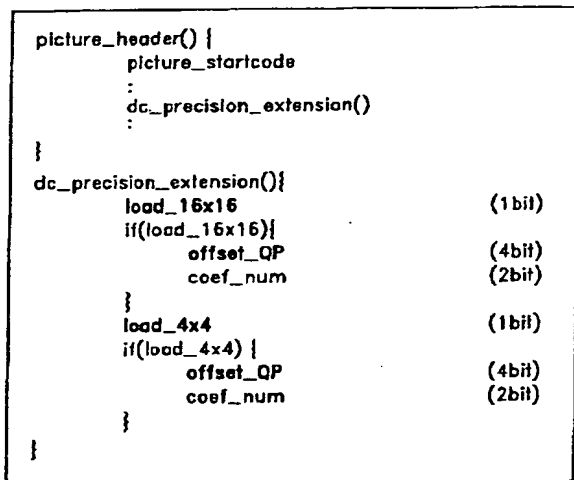 picture_header() {
picture_startcode
:
dc_precision_extension()
:
}
dc_precision_extension(){
load_16x16 (1bit)
if(load_16x16){
offset_QP (4bit)
coef_num (2bit)
}
load_4x4 (1bit)
if(load_4x4) {
offset_QP (4bit)
coef_num (2bit)
}
}